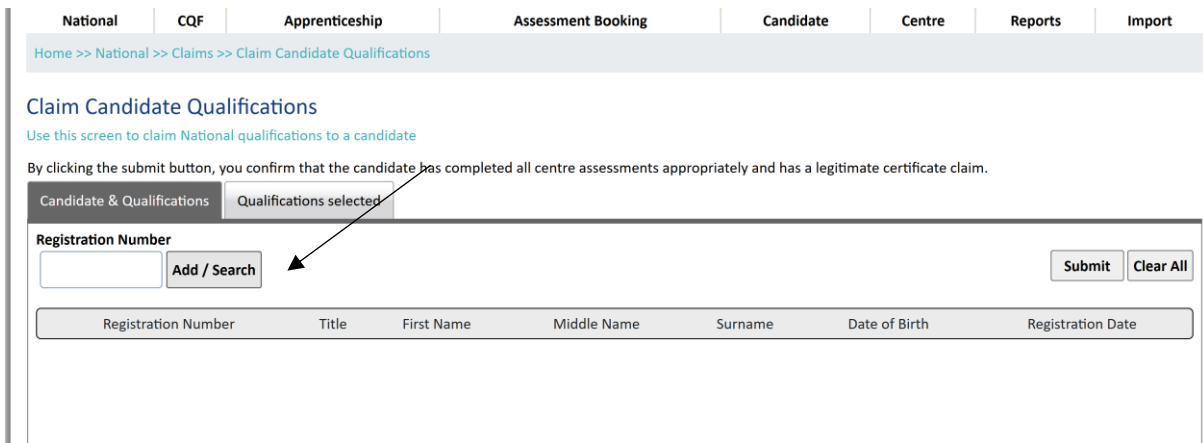 National CQF Apprenticeship Assessment Booking Candidate Centre Reports Import
Home >> National >> Claims >> Claim Candidate Qualifications
Claim Candidate Qualifications
Use this screen to claim National qualifications to a candidate
By clicking the submit button, you confirm that the candidate has completed all centre assessments appropriately and has a legitimate certificate claim.
Candidate & Qualifications Qualifications selected
Registration Number
Add / Search Submit Clear All
Registration Number Title First Name Middle Name Surname Date of Birth Registration Date